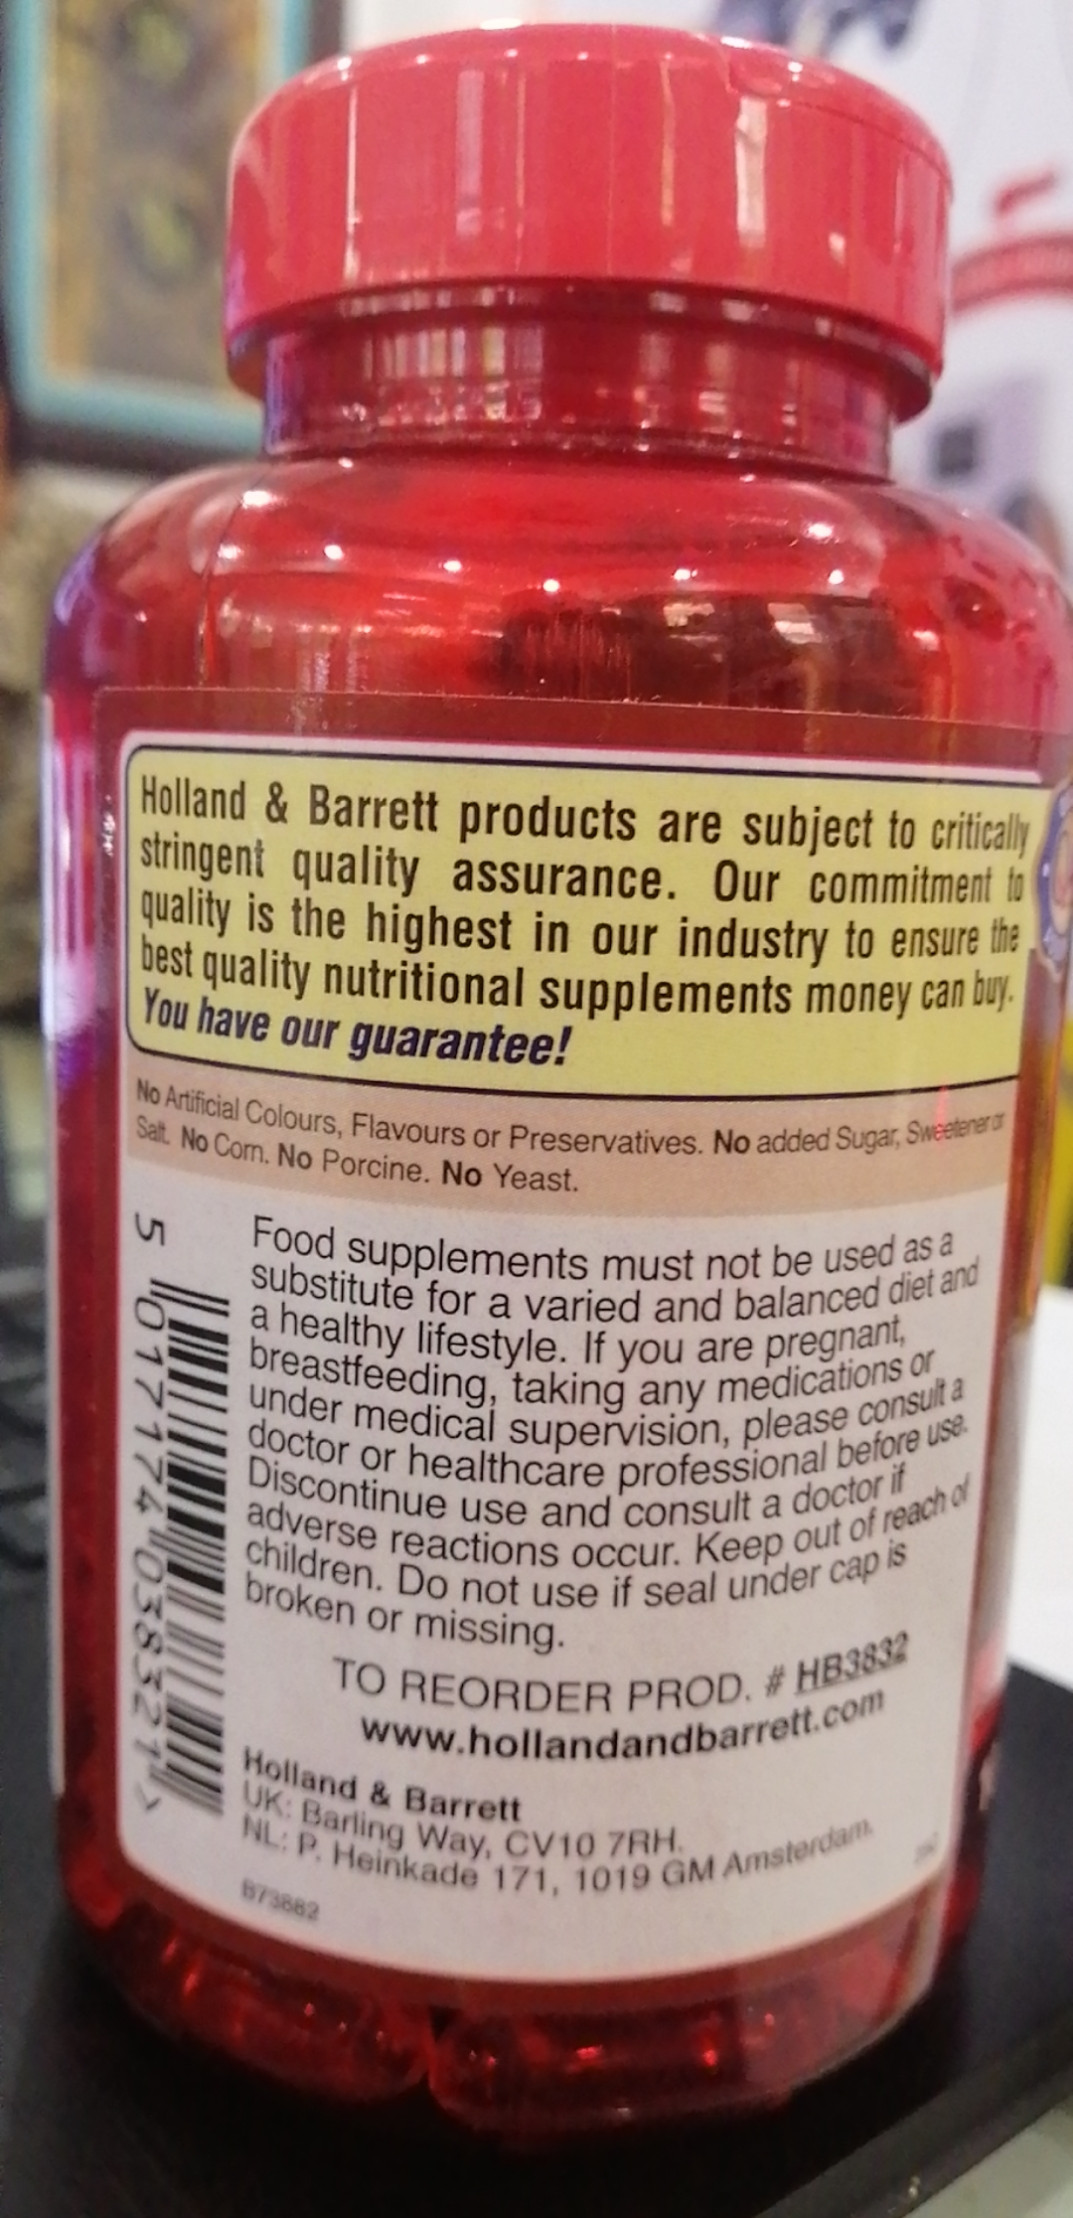 Holland & Barrett products are subject to critically
stringent quality assurance. Our commitment to
quality is the highest in our industry to ensure the
best quality nutritional supplements money can buy.
You have our guarantee!
No Artificial Colours, Flavours or Preservatives. No added Sugar, Sweetener or
Salt. No Corn. No Porcine. No Yeast.
Food supplements must not be used as a
substitute for a varied and balanced diet and
a healthy lifestyle. If you are pregnant,
breastfeeding, taking any medications or
under medical supervision, please consult a
doctor or healthcare professional before use.
Discontinue use and consult a doctor if
adverse reactions occur. Keep out of reach of
children. Do not use if seal under cap is
broken or missing.
5 017174 038321 >
TO REORDER PROD. # HB3832
www.hollandandbarrett.com
Holland & Barrett
UK: Barling Way, CV10 7RH.
NL: P. Heinkade 171, 1019 GM Amsterdam.
B73882